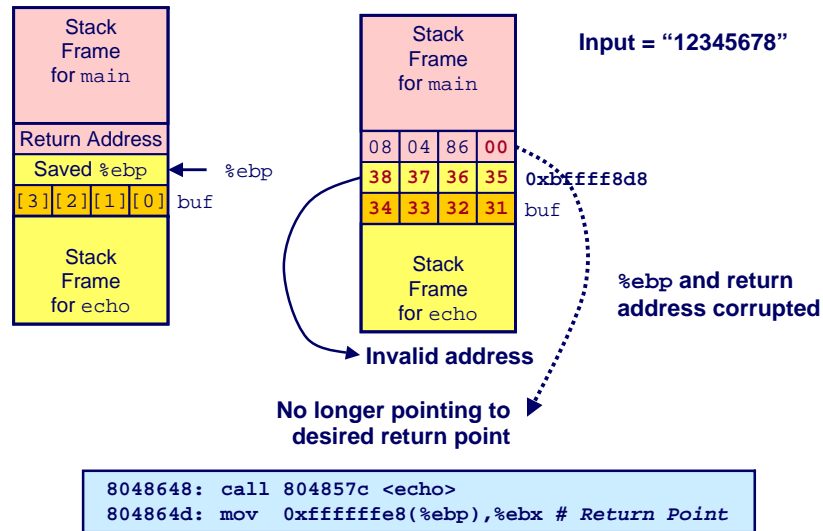 Stack
Frame
for main
Return Address
Saved %ebp
%ebp
[3] [2] [1] [0]
buf
Stack
Frame
for echo
Stack
Frame
for main
08 04 86 00
38 37 36 35
0xbffff8d8
34 33 32 31
buf
Stack
Frame
for echo
Input = “12345678”
%ebp and return
address corrupted
Invalid address
No longer pointing to
desired return point
8048648: call 804857c <echo>
804864d: mov 0xffffffe8(%ebp),%ebx # Return Point